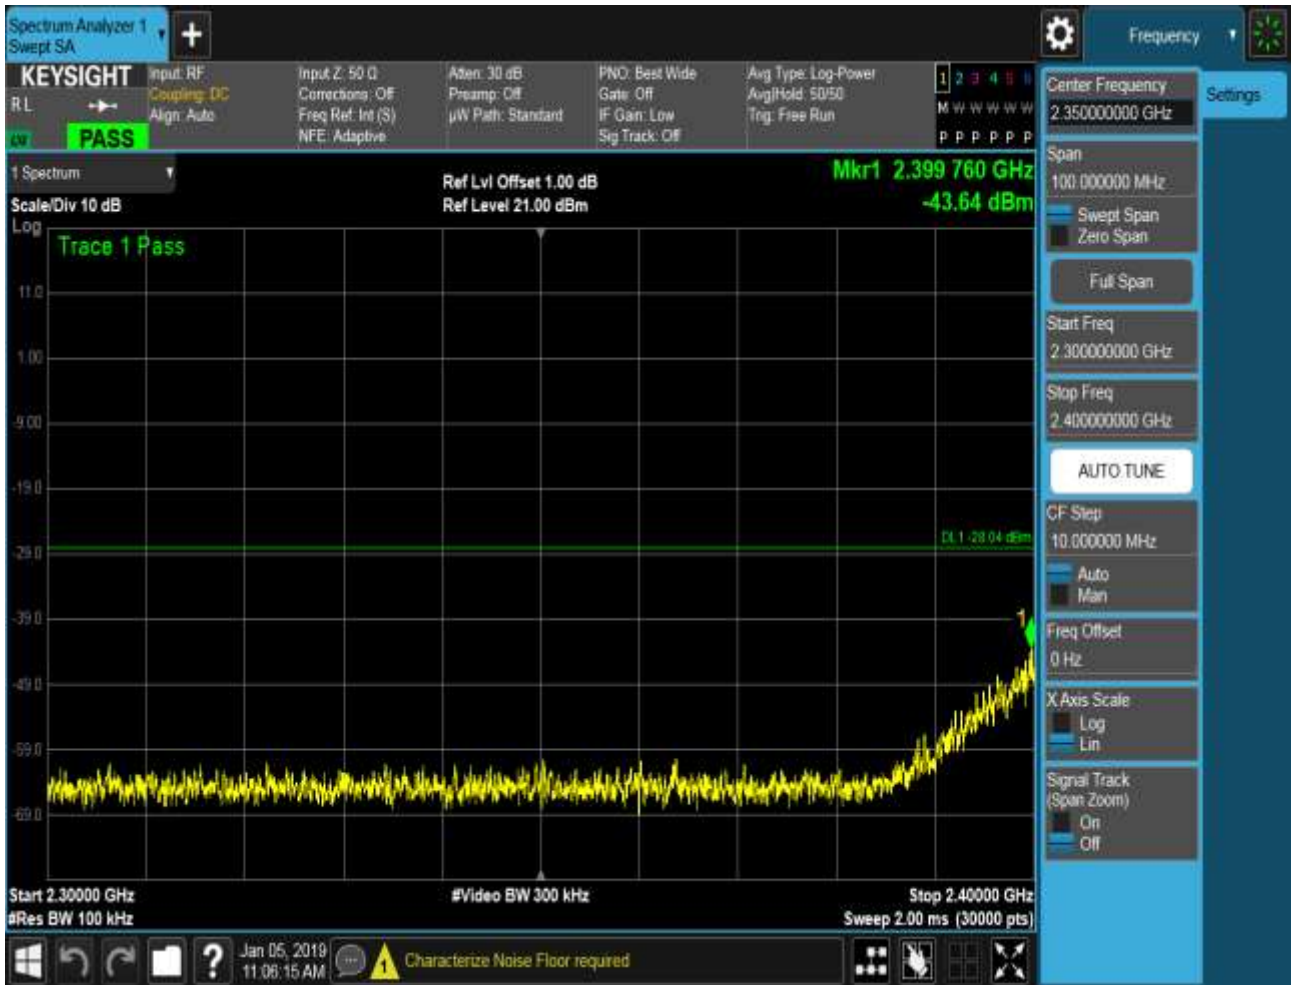 Spectrum Analyzer 1
Swept SA
Frequency
KEYSIGHT
R L
PASS
Input: RF
Coupling: DC
Align: Auto
Input Z: 50 Ω
Corrections: Off
Freq Ref: Int (S)
NFE: Adaptive
Atten: 30 dB
Preamp: Off
µW Path: Standard
PNO: Best Wide
Gate: Off
IF Gain: Low
Sig Track: Off
Avg Type: Log-Power
Avg|Hold: 50/50
Trig: Free Run
1 2 3 4 5 6
M W W W W W
P P P P P P
1 Spectrum
Scale/Div 10 dB
Log
Ref Lvl Offset 1.00 dB
Ref Level 21.00 dBm
Mkr1 2.399 760 GHz
-43.64 dBm
Trace 1 Pass
11.0
1.00
-9.00
-19.0
-29.0
-39.0
-49.0
-59.0
-69.0
DL1 -28.04 dBm
1
Start 2.30000 GHz
#Res BW 100 kHz
#Video BW 300 kHz
Stop 2.40000 GHz
Sweep 2.00 ms (30000 pts)
Center Frequency
2.350000000 GHz
Settings
Span
100.000000 MHz
Swept Span
Zero Span
Full Span
Start Freq
2.300000000 GHz
Stop Freq
2.400000000 GHz
AUTO TUNE
CF Step
10.000000 MHz
Auto
Man
Freq Offset
0 Hz
X Axis Scale
Log
Lin
Signal Track
(Span Zoom)
On
Off
?
Jan 05, 2019
11:06:15 AM
1
Characterize Noise Floor required